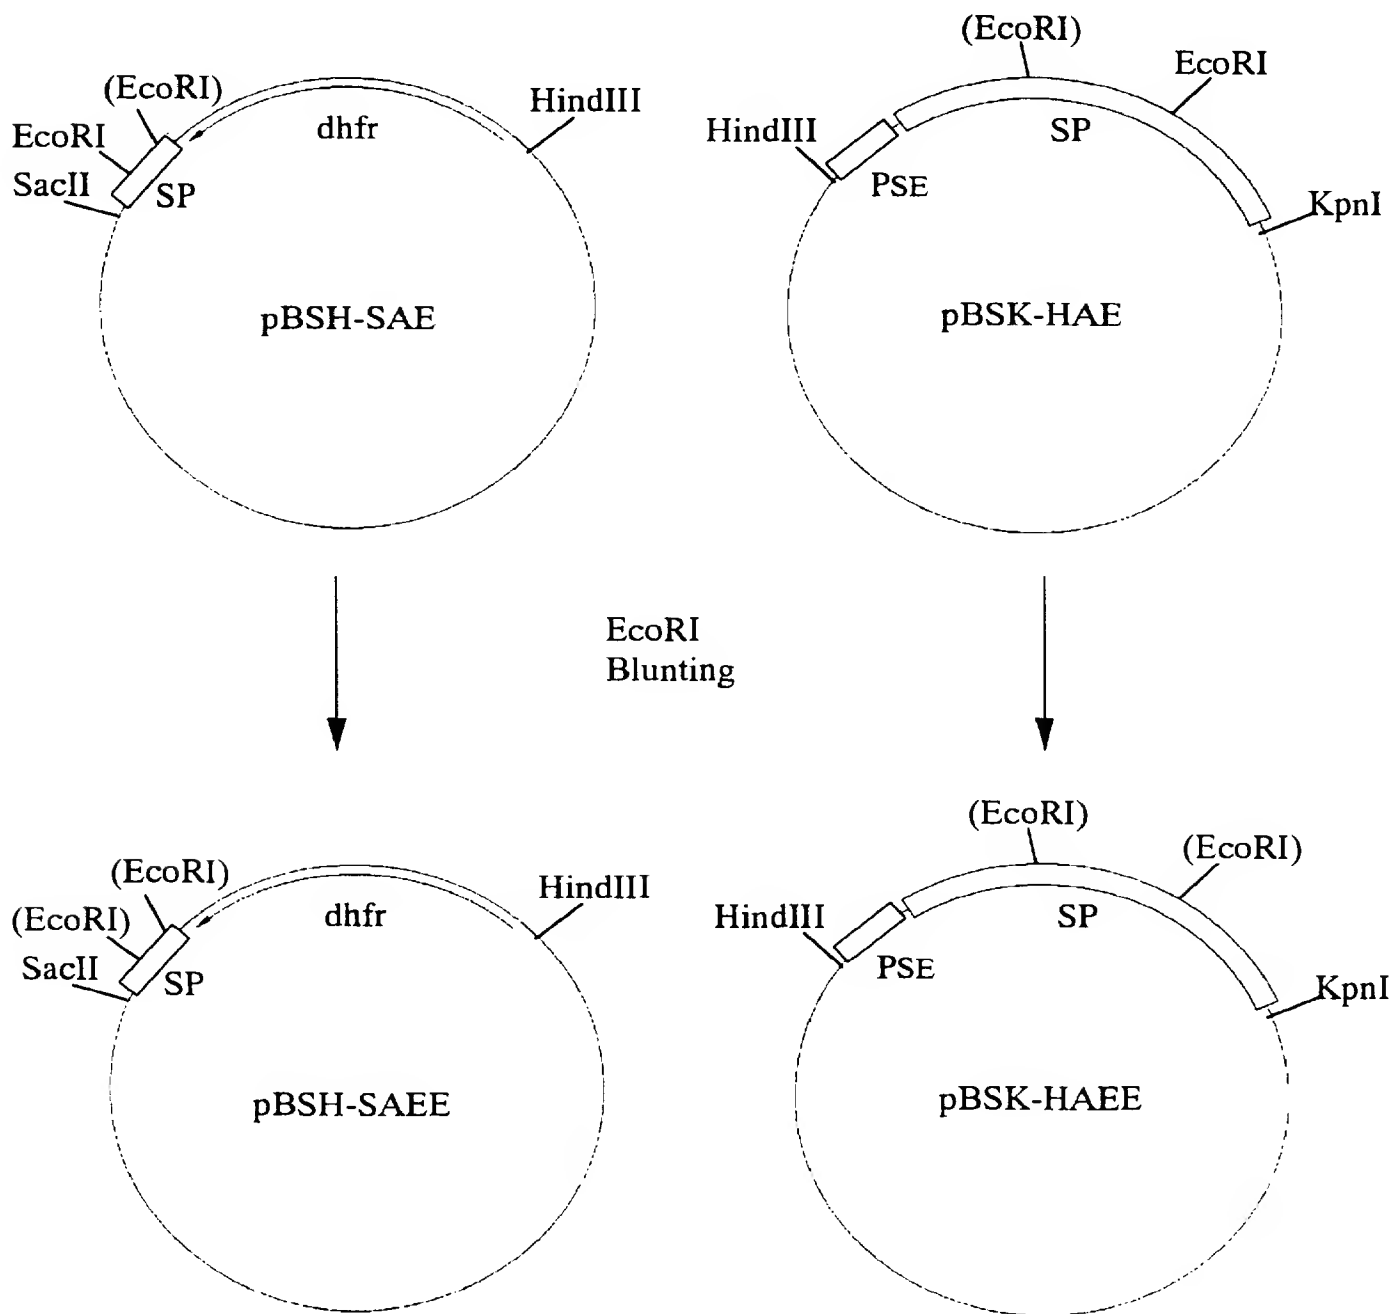 (EcoRI)
EcoRI
SacII
SP
dhfr
HindIII
pBSH-SAE
(EcoRI)
EcoRI
HindIII
PSE
SP
KpnI
pBSK-HAE
EcoRI
Blunting
(EcoRI)
(EcoRI)
SacII
SP
dhfr
HindIII
pBSH-SAEE
(EcoRI)
(EcoRI)
HindIII
PSE
SP
KpnI
pBSK-HAEE